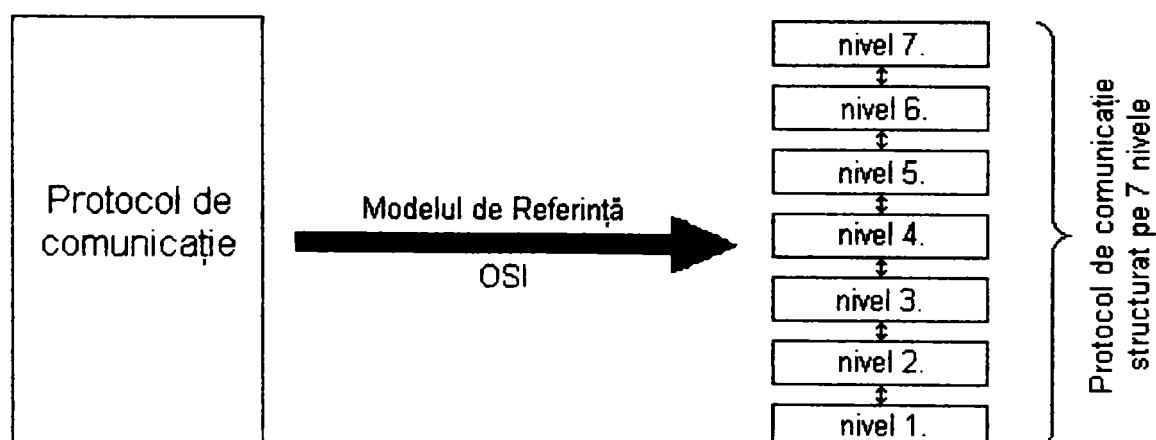 Protocol de
comunicație
Modelul de Referință
OSI
nivel 7.
nivel 6.
nivel 5.
nivel 4.
nivel 3.
nivel 2.
nivel 1.
Protocol de comunicație
structurat pe 7 nivele